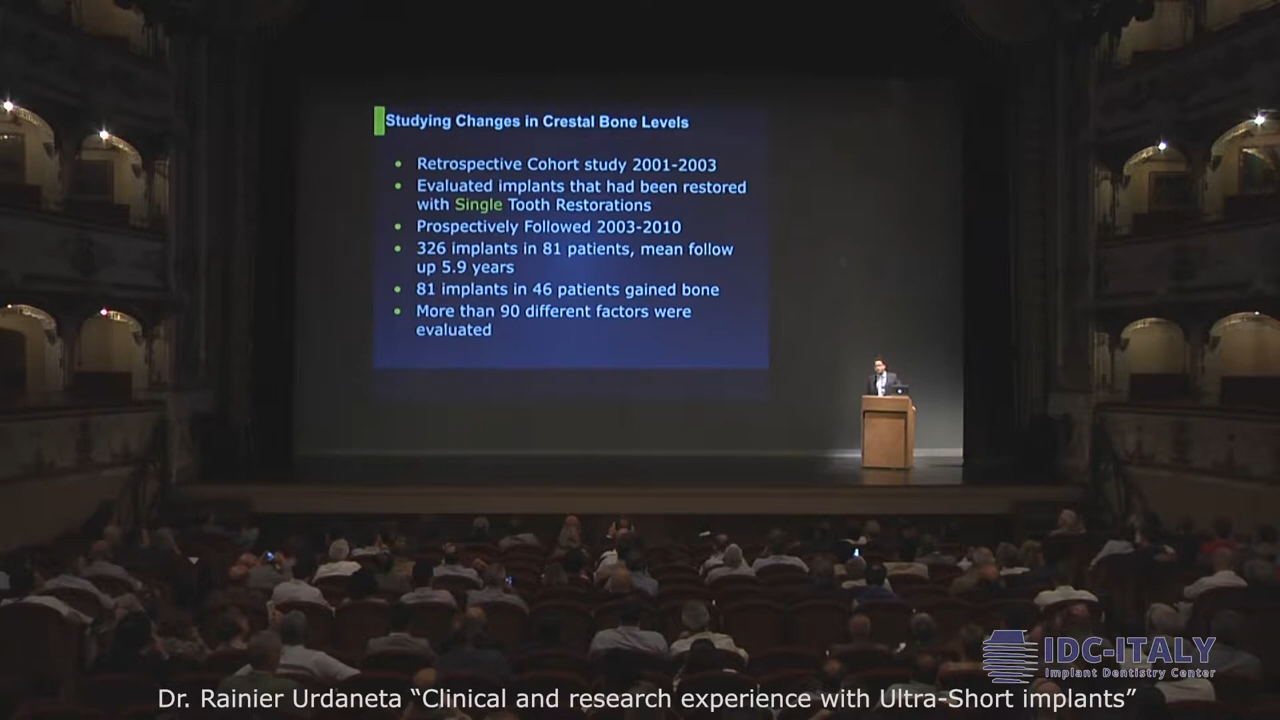 Studying Changes in Crestal Bone Levels
• Retrospective Cohort study 2001-2003
• Evaluated implants that had been restored
with Single Tooth Restorations
• Prospectively Followed 2003-2010
• 326 implants in 81 patients, mean follow
up 5.9 years
• 81 implants in 46 patients gained bone
• More than 90 different factors were
evaluated
IDC-ITALY
Implant Dentistry Center
Dr. Rainier Urdaneta “Clinical and research experience with Ultra-Short implants”